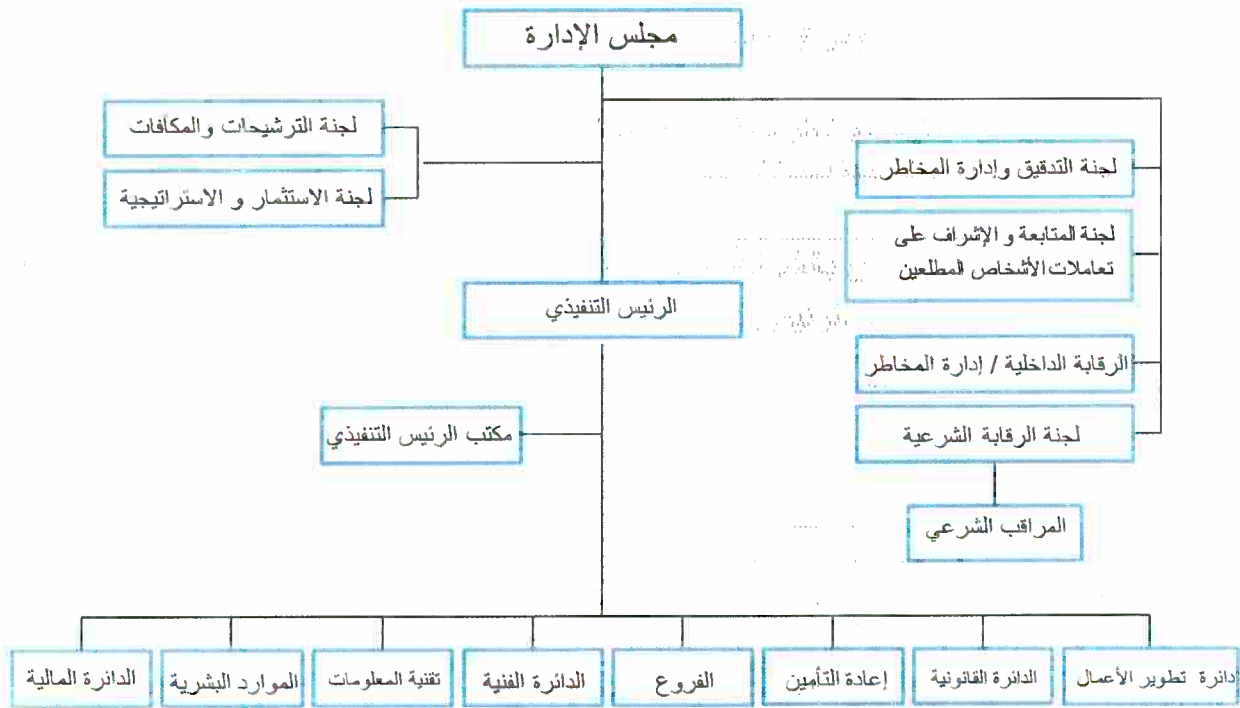 مجلس الإدارة
لجنة الترشيحات والمكافات
لجنة الاستثمار و الاستراتيجية
لجنة التدقيق وإدارة المخاطر
لجنة المتابعة و الإشراف على
تعاملات الأشخاص المطلعين
الرئيس التنفيذي
الرقابة الداخلية / إدارة المخاطر
مكتب الرئيس التنفيذي
لجنة الرقابة الشرعية
المراقب الشرعي
دائرة تطوير الأعمال
الدائرة القانونية
إعادة التأمين
الفروع
الدائرة الفنية
تقنية المعلومات
الموارد البشرية
الدائرة المالية